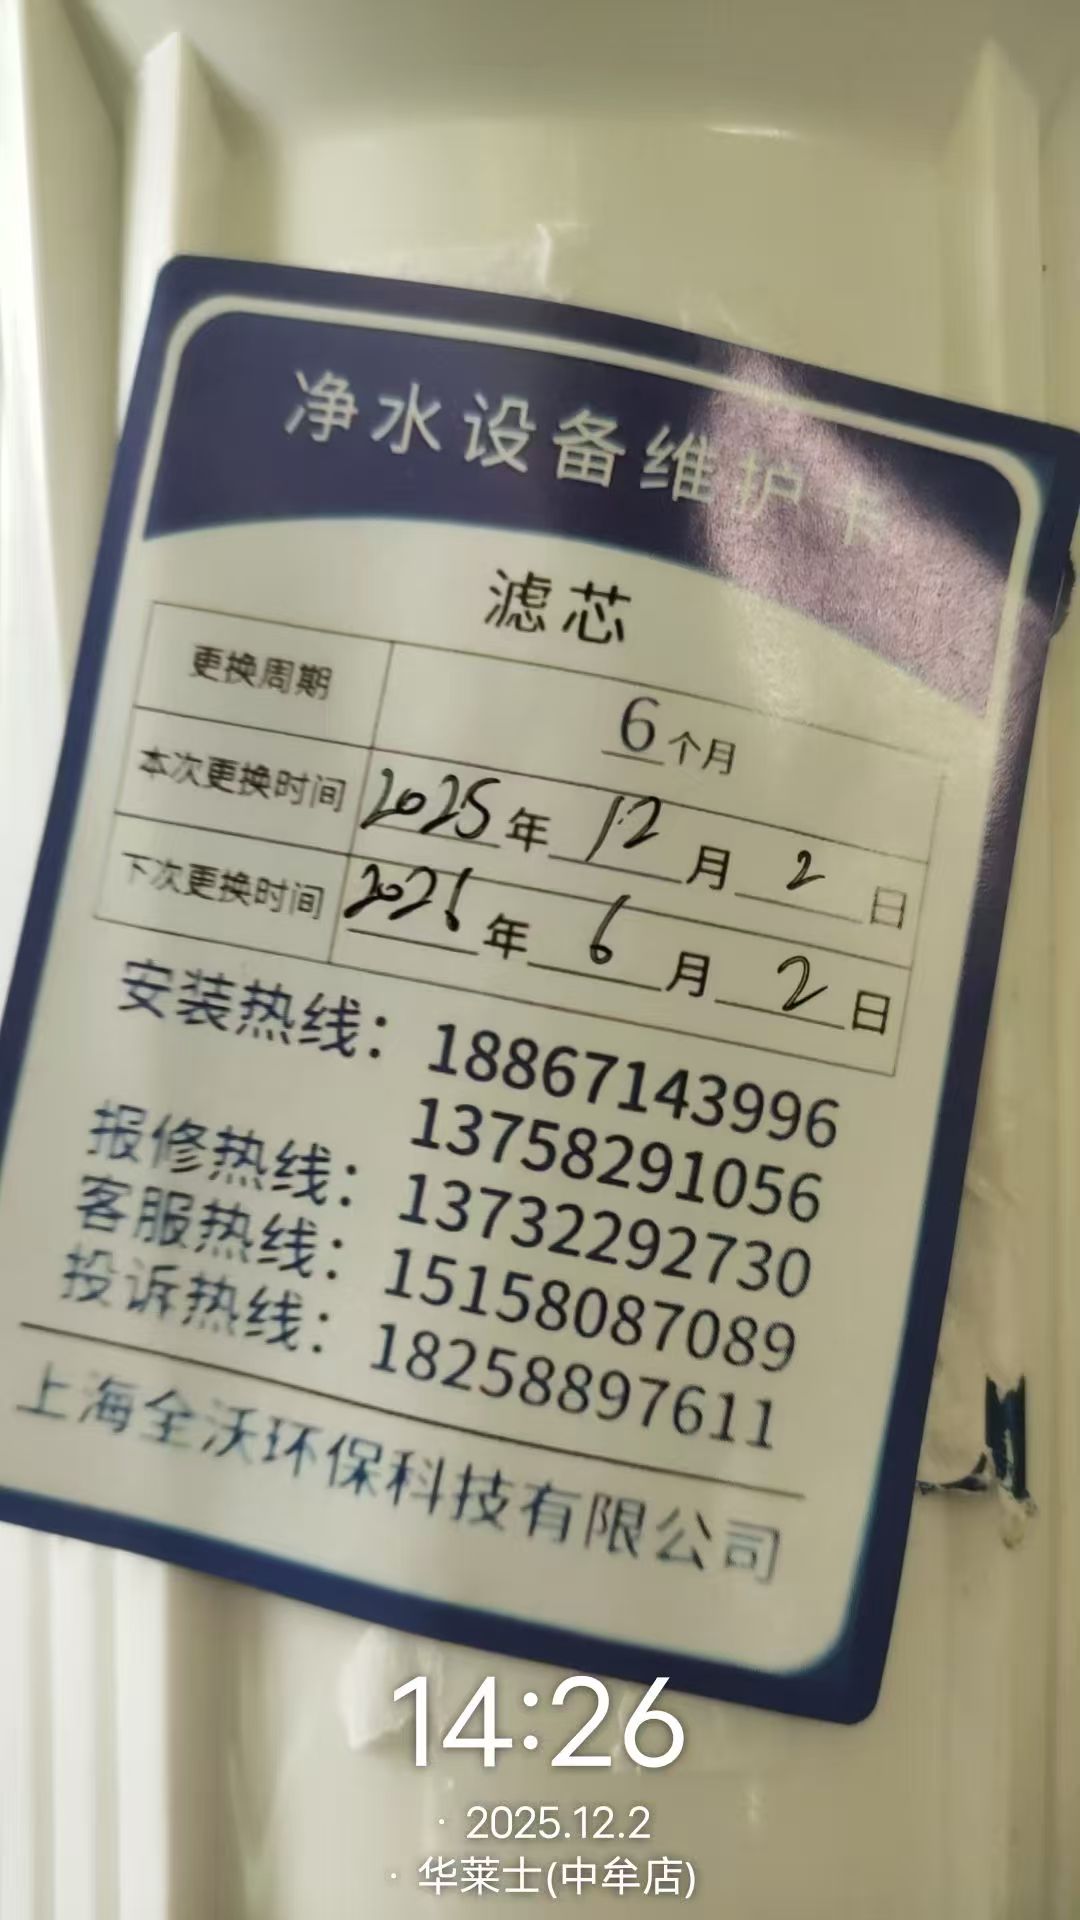 净水设备维护卡
滤芯
更换周期 6个月
本次更换时间 2025年12月2日
下次更换时间 年6月2日
安装热线：18867143996
13758291056
报修热线：13732292730
客服热线：15158087089
投诉热线：18258897611
上海全沃环保科技有限公司
14:26
· 2025.12.2
· 华莱士(中牟店)